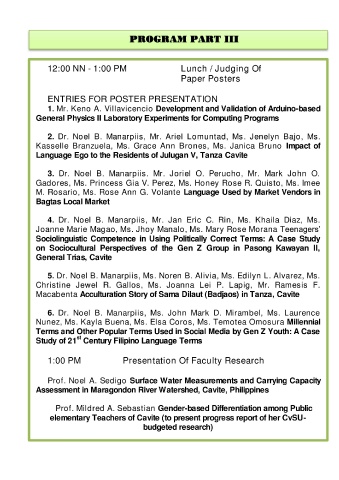 PROGRAM PART III
12:00 NN - 1:00 PM Lunch / Judging Of
Paper Posters
ENTRIES FOR POSTER PRESENTATION
1. Mr. Keno A. Villavicencio Development and Validation of Arduino-based
General Physics II Laboratory Experiments for Computing Programs
2. Dr. Noel B. Manarpiis, Mr. Ariel Lomuntad, Ms. Jenelyn Bajo, Ms.
Kasselle Branzuela, Ms. Grace Ann Brones, Ms. Janica Bruno Impact of
Language Ego to the Residents of Julugan V, Tanza Cavite
3. Dr. Noel B. Manarpiis. Mr. Joriel O. Perucho, Mr. Mark John O.
Gadores, Ms. Princess Gia V. Perez, Ms. Honey Rose R. Quisto, Ms. Imee
M. Rosario, Ms. Rose Ann G. Volante Language Used by Market Vendors in
Bagtas Local Market
4. Dr. Noel B. Manarpiis, Mr. Jan Eric C. Rin, Ms. Khaila Diaz, Ms.
Joanne Marie Magao, Ms. Jhoy Manalo, Ms. Mary Rose Morana Teenagers'
Sociolinguistic Competence in Using Politically Correct Terms: A Case Study
on Sociocultural Perspectives of the Gen Z Group in Pasong Kawayan II,
General Trias, Cavite
5. Dr. Noel B. Manarpiis, Ms. Noren B. Alivia, Ms. Edilyn L. Alvarez, Ms.
Christine Jewel R. Gallos, Ms. Joanna Lei P. Lapig, Mr. Ramesis F.
Macabenta Acculturation Story of Sama Dilaut (Badjaos) in Tanza, Cavite
6. Dr. Noel B. Manarpiis, Ms. John Mark D. Mirambel, Ms. Laurence
Nunez, Ms. Kayla Buena, Ms. Elsa Coros, Ms. Temotea Omosura Millennial
Terms and Other Popular Terms Used in Social Media by Gen Z Youth: A Case
Study of 21st Century Filipino Language Terms
1:00 PM Presentation Of Faculty Research
Prof. Noel A. Sedigo Surface Water Measurements and Carrying Capacity
Assessment in Maragondon River Watershed, Cavite, Philippines
Prof. Mildred A. Sebastian Gender-based Differentiation among Public
elementary Teachers of Cavite (to present progress report of her CvSU-
budgeted research)